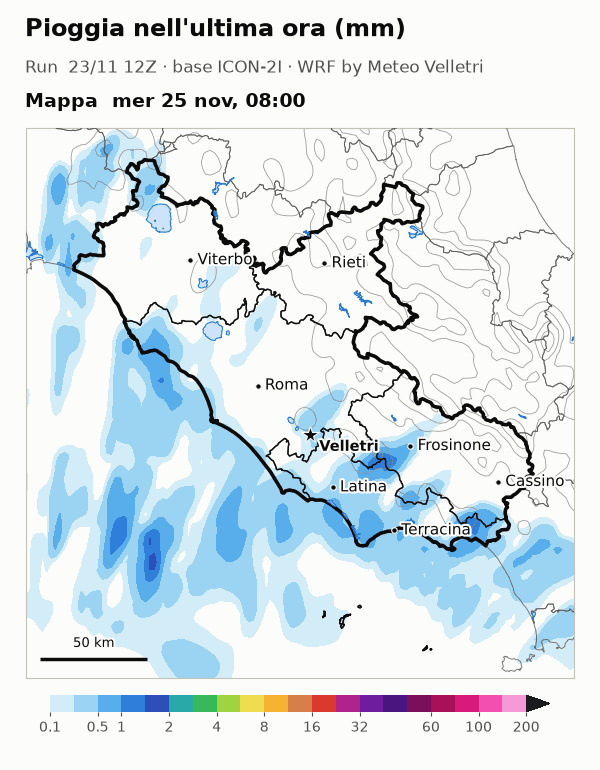 Pioggia nell'ultima ora (mm)
Run  23/11 12Z · base ICON-2I · WRF by Meteo Velletri
Mappa  mer 25 nov, 08:00
Viterbo
Rieti
Roma
Velletri
Frosinone
Latina
Cassino
Terracina
50 km
0.1 0.5 1 2 4 8 16 32 60 100 200